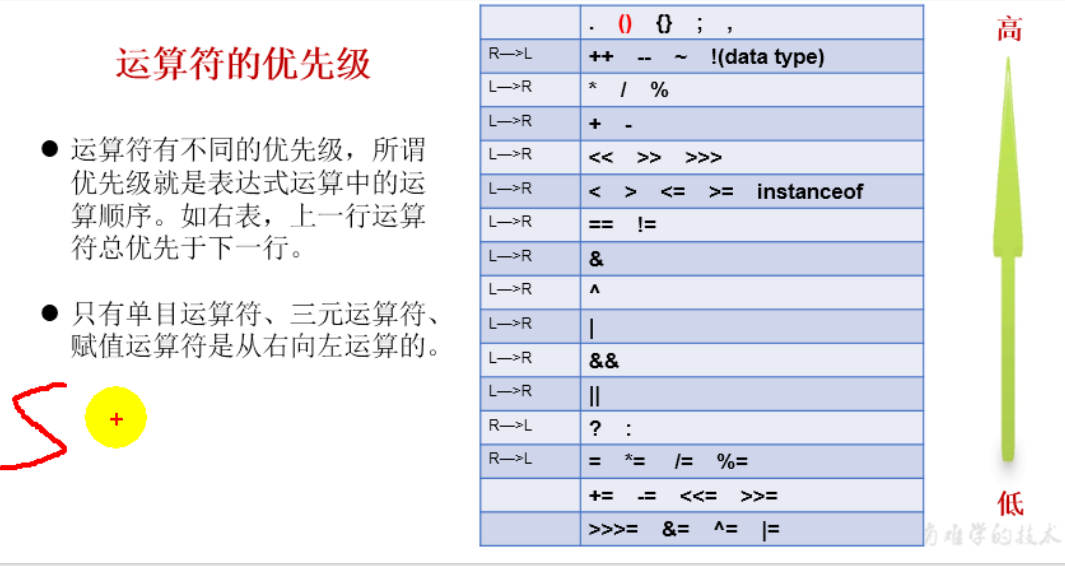 运算符的优先级
● 运算符有不同的优先级，所谓
优先级就是表达式运算中的运
算顺序。如右表，上一行运算
符总优先于下一行。
● 只有单目运算符、三元运算符、
赋值运算符是从右向左运算的。
. () {} ; ,
R—>L ++ -- ~ !(data type)
L—>R * / %
L—>R + -
L—>R << >> >>>
L—>R < > <= >= instanceof
L—>R == !=
L—>R &
L—>R ^
L—>R |
L—>R &&
L—>R ||
R—>L ? :
R—>L = *= /= %=
+= -= <<= >>=
>>>= &= ^= |=
高
低
难学的技术